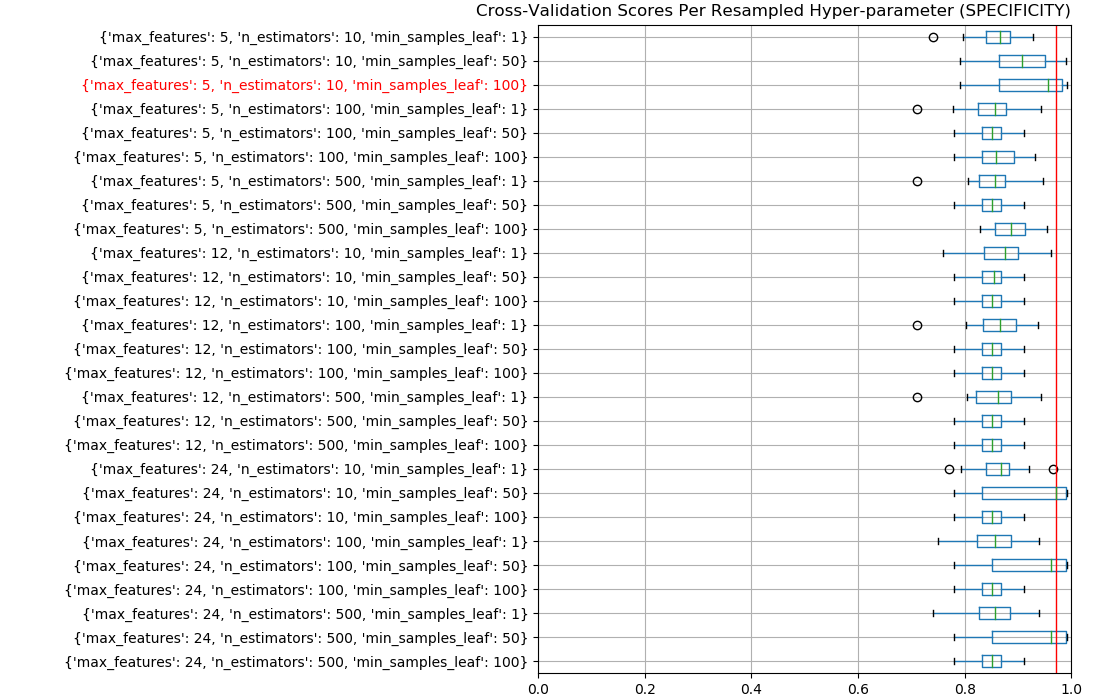 Cross-Validation Scores Per Resampled Hyper-parameter (SPECIFICITY)
{'max_features': 5, 'n_estimators': 10, 'min_samples_leaf': 1}
{'max_features': 5, 'n_estimators': 10, 'min_samples_leaf': 50}
{'max_features': 5, 'n_estimators': 10, 'min_samples_leaf': 100}
{'max_features': 5, 'n_estimators': 100, 'min_samples_leaf': 1}
{'max_features': 5, 'n_estimators': 100, 'min_samples_leaf': 50}
{'max_features': 5, 'n_estimators': 100, 'min_samples_leaf': 100}
{'max_features': 5, 'n_estimators': 500, 'min_samples_leaf': 1}
{'max_features': 5, 'n_estimators': 500, 'min_samples_leaf': 50}
{'max_features': 5, 'n_estimators': 500, 'min_samples_leaf': 100}
{'max_features': 12, 'n_estimators': 10, 'min_samples_leaf': 1}
{'max_features': 12, 'n_estimators': 10, 'min_samples_leaf': 50}
{'max_features': 12, 'n_estimators': 10, 'min_samples_leaf': 100}
{'max_features': 12, 'n_estimators': 100, 'min_samples_leaf': 1}
{'max_features': 12, 'n_estimators': 100, 'min_samples_leaf': 50}
{'max_features': 12, 'n_estimators': 100, 'min_samples_leaf': 100}
{'max_features': 12, 'n_estimators': 500, 'min_samples_leaf': 1}
{'max_features': 12, 'n_estimators': 500, 'min_samples_leaf': 50}
{'max_features': 12, 'n_estimators': 500, 'min_samples_leaf': 100}
{'max_features': 24, 'n_estimators': 10, 'min_samples_leaf': 1}
{'max_features': 24, 'n_estimators': 10, 'min_samples_leaf': 50}
{'max_features': 24, 'n_estimators': 10, 'min_samples_leaf': 100}
{'max_features': 24, 'n_estimators': 100, 'min_samples_leaf': 1}
{'max_features': 24, 'n_estimators': 100, 'min_samples_leaf': 50}
{'max_features': 24, 'n_estimators': 100, 'min_samples_leaf': 100}
{'max_features': 24, 'n_estimators': 500, 'min_samples_leaf': 1}
{'max_features': 24, 'n_estimators': 500, 'min_samples_leaf': 50}
{'max_features': 24, 'n_estimators': 500, 'min_samples_leaf': 100}
0.0 0.2 0.4 0.6 0.8 1.0